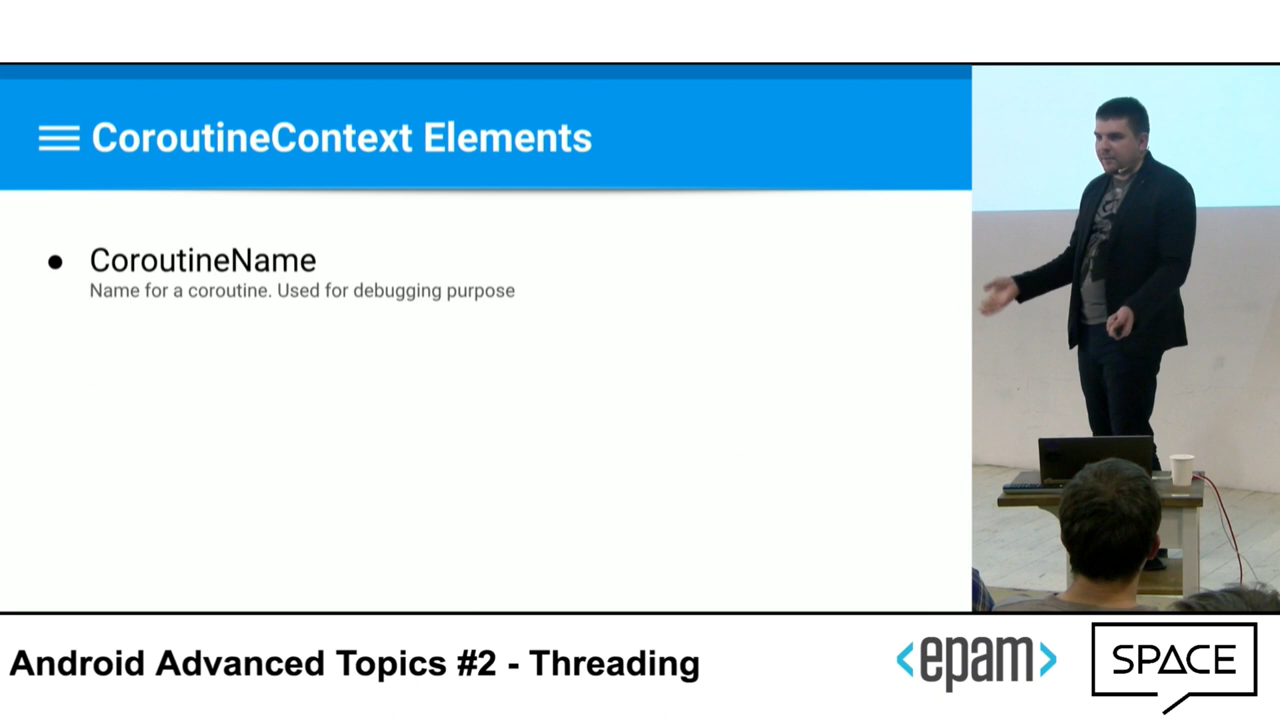 CoroutineContext Elements
● CoroutineName
Name for a coroutine. Used for debugging purpose
Android Advanced Topics #2 - Threading
<epam>
SPACE